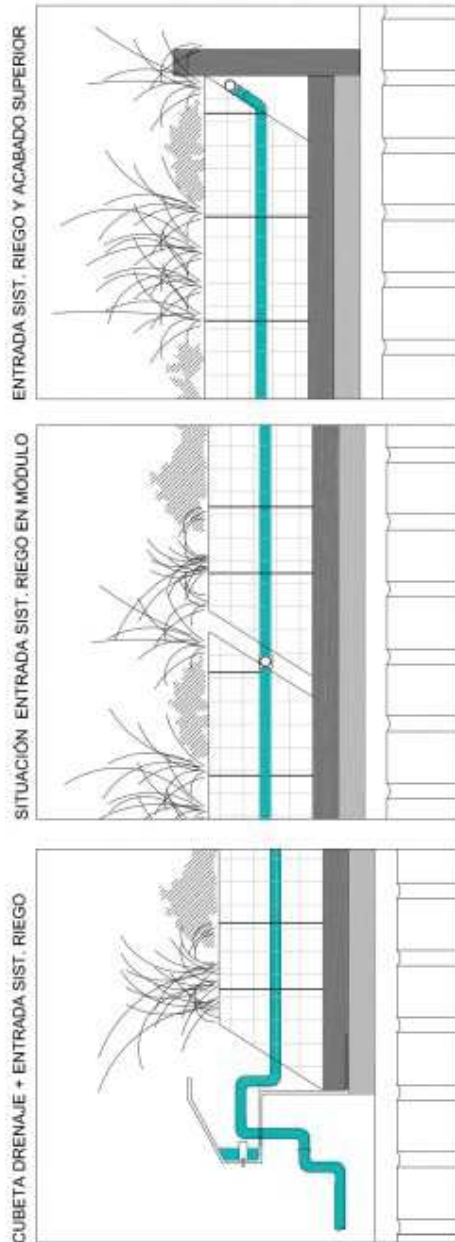 ENTRADA SIST. RIEGO Y ACABADO SUPERIOR
SITUACIÓN ENTRADA SIST. RIEGO EN MÓDULO
CUBETA DRENAJE + ENTRADA SIST. RIEGO